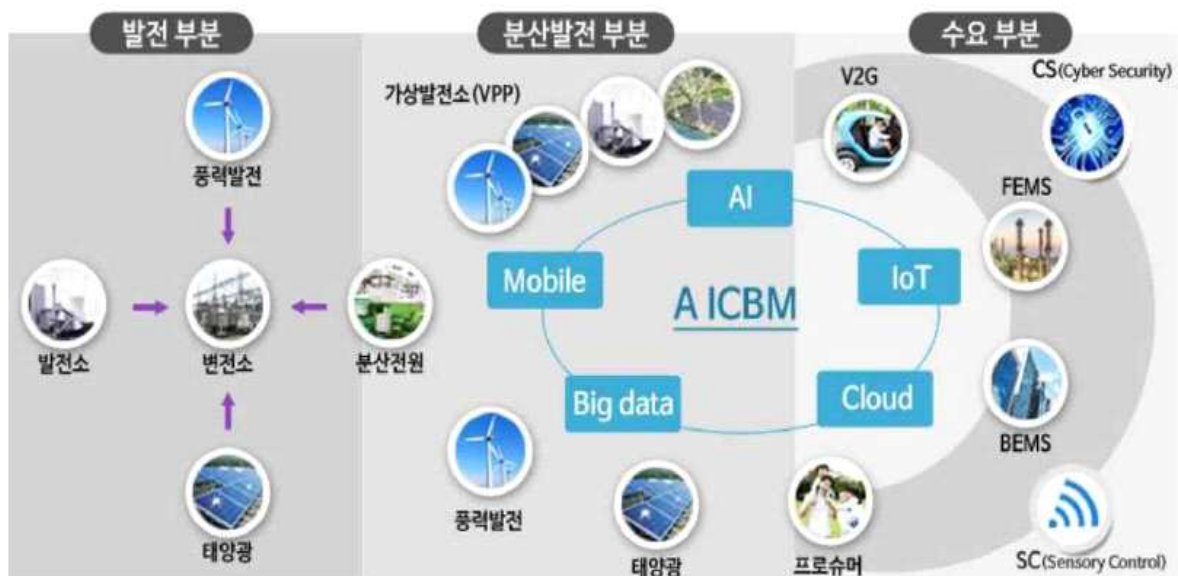 발전 부분
분산발전 부분
수요 부분
가상발전소(VPP)
V2G
CS(Cyber Security)
풍력발전
AI
FEMS
Mobile
IoT
A ICBM
발전소
변전소
분산전원
Big data
Cloud
BEMS
풍력발전
태양광
태양광
프로슈머
SC(Sensory Control)